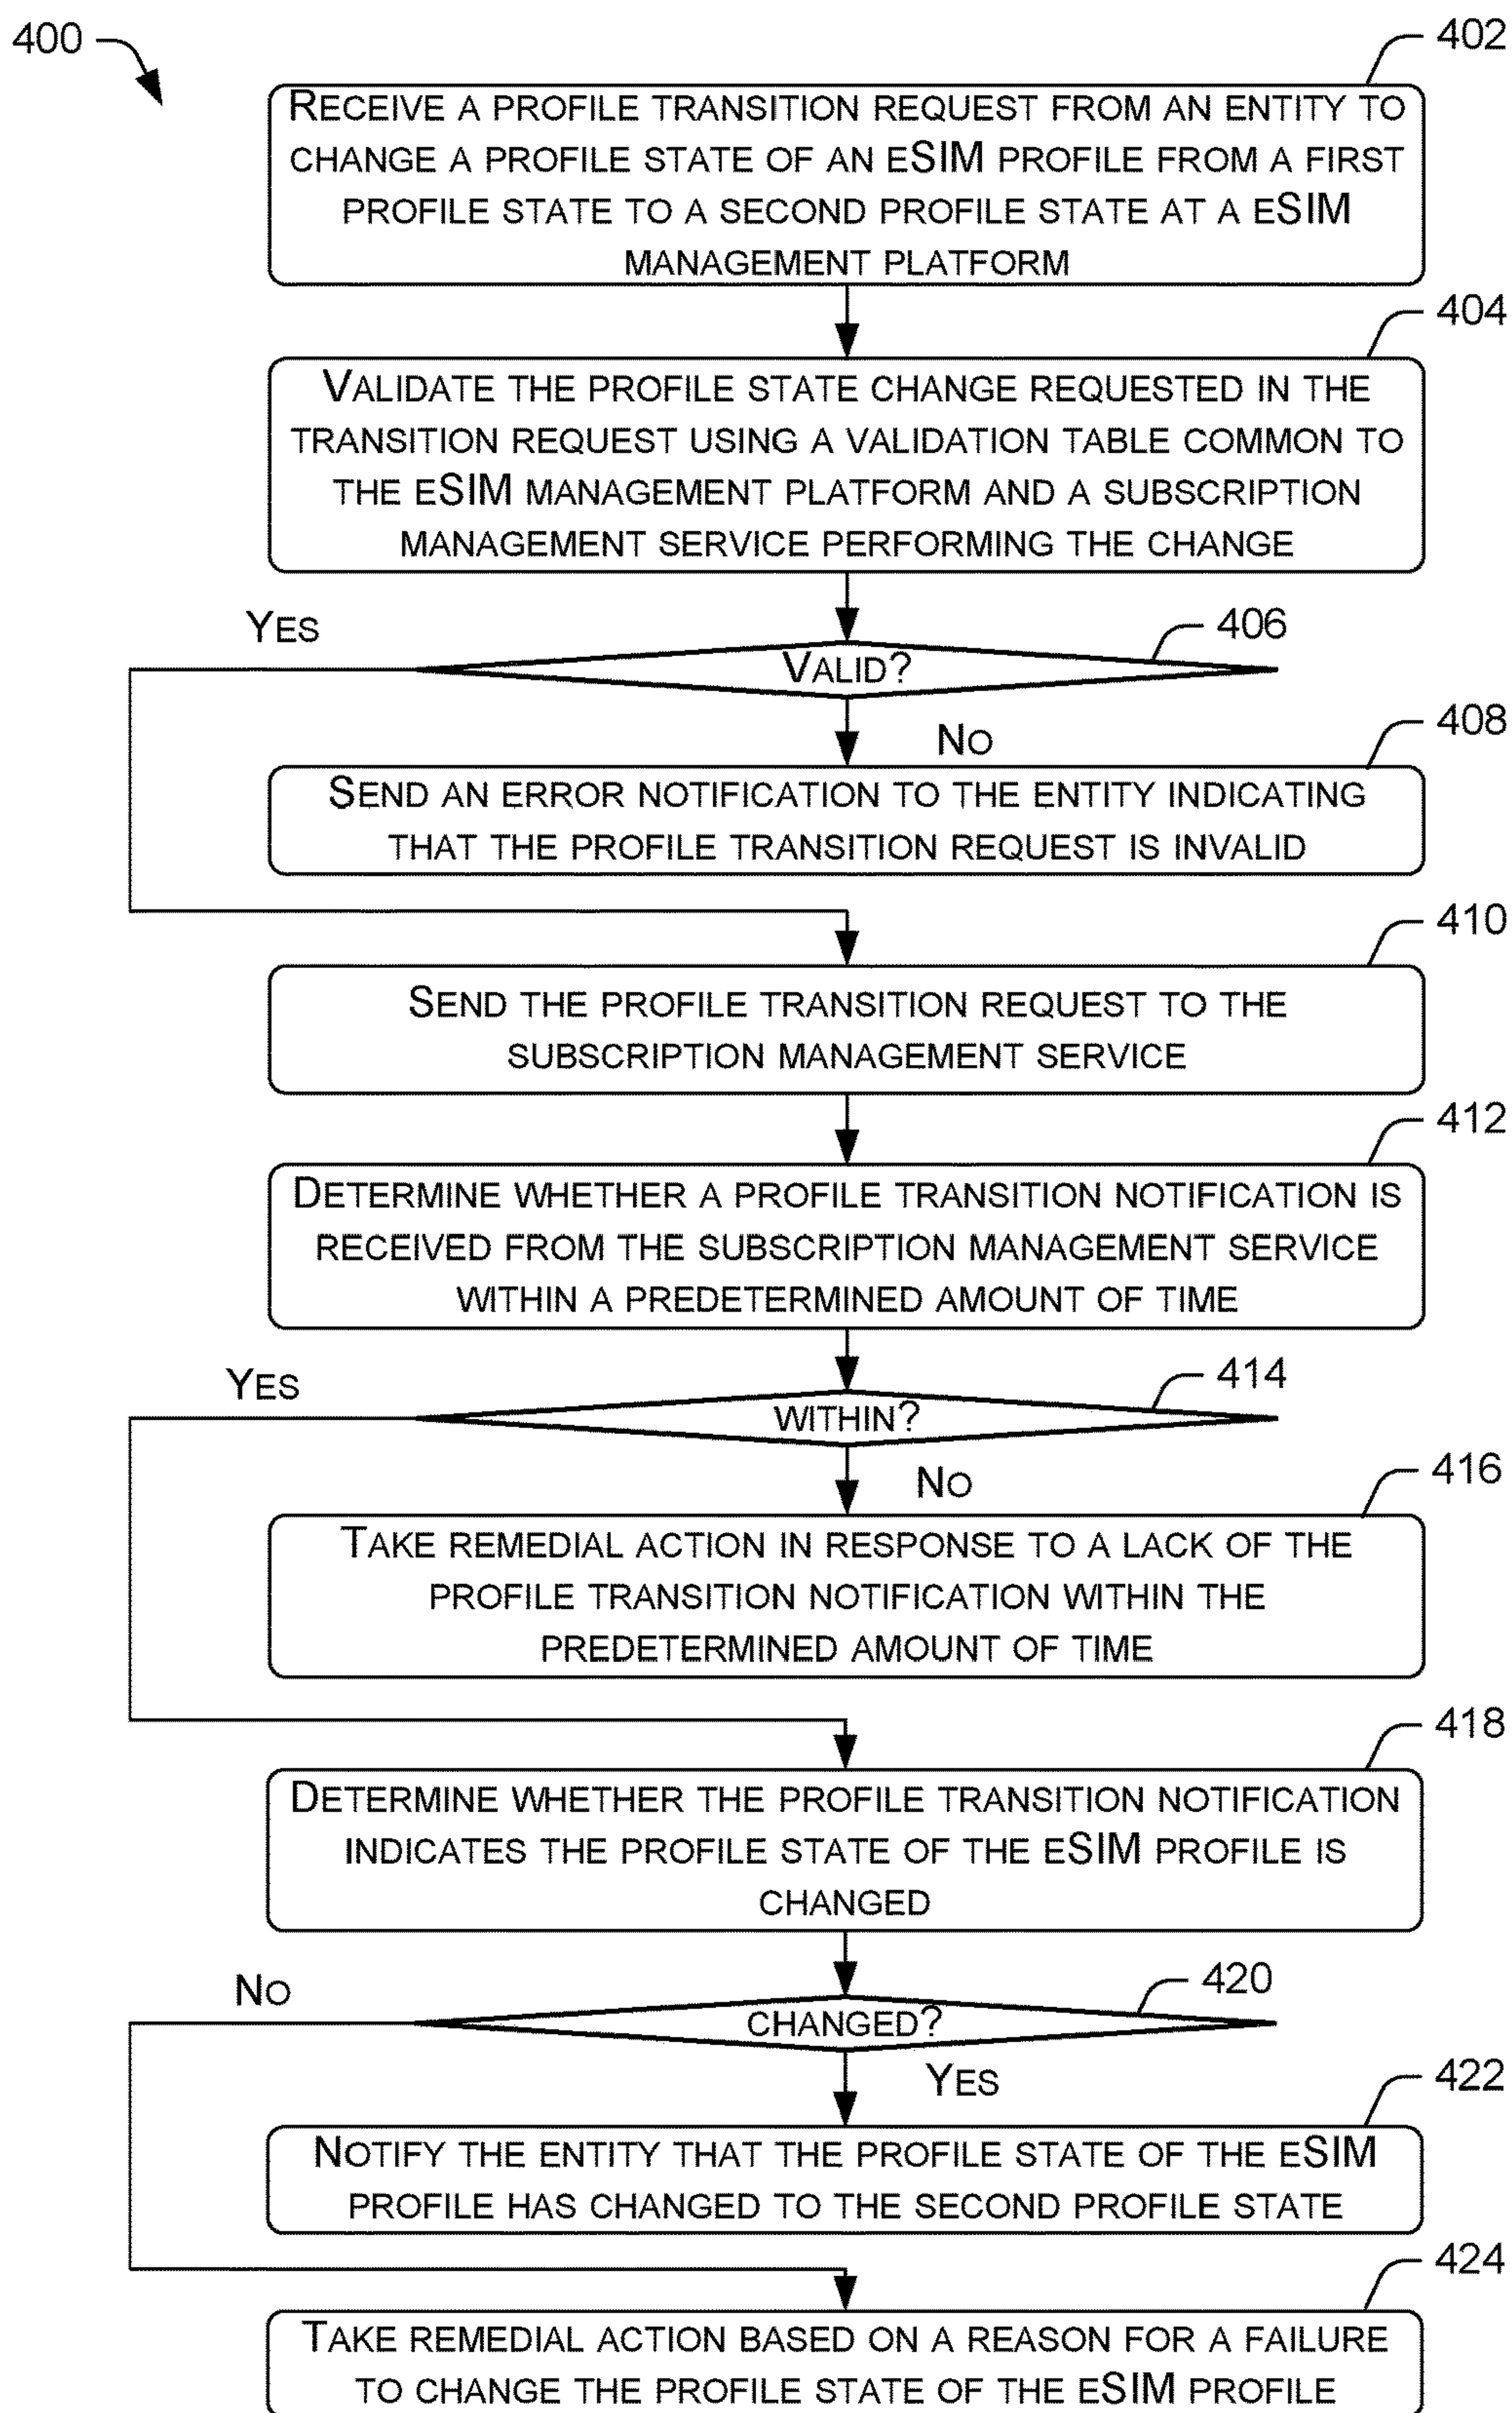 400
402
RECEIVE A PROFILE TRANSITION REQUEST FROM AN ENTITY TO
CHANGE A PROFILE STATE OF AN ESIM PROFILE FROM A FIRST
PROFILE STATE TO A SECOND PROFILE STATE AT A ESIM
MANAGEMENT PLATFORM
404
VALIDATE THE PROFILE STATE CHANGE REQUESTED IN THE
TRANSITION REQUEST USING A VALIDATION TABLE COMMON TO
THE ESIM MANAGEMENT PLATFORM AND A SUBSCRIPTION
MANAGEMENT SERVICE PERFORMING THE CHANGE
YES
406
VALID?
NO
408
SEND AN ERROR NOTIFICATION TO THE ENTITY INDICATING
THAT THE PROFILE TRANSITION REQUEST IS INVALID
410
SEND THE PROFILE TRANSITION REQUEST TO THE
SUBSCRIPTION MANAGEMENT SERVICE
412
DETERMINE WHETHER A PROFILE TRANSITION NOTIFICATION IS
RECEIVED FROM THE SUBSCRIPTION MANAGEMENT SERVICE
WITHIN A PREDETERMINED AMOUNT OF TIME
YES
414
WITHIN?
NO
416
TAKE REMEDIAL ACTION IN RESPONSE TO A LACK OF THE
PROFILE TRANSITION NOTIFICATION WITHIN THE
PREDETERMINED AMOUNT OF TIME
418
DETERMINE WHETHER THE PROFILE TRANSITION NOTIFICATION
INDICATES THE PROFILE STATE OF THE ESIM PROFILE IS
CHANGED
NO
420
CHANGED?
YES
422
NOTIFY THE ENTITY THAT THE PROFILE STATE OF THE ESIM
PROFILE HAS CHANGED TO THE SECOND PROFILE STATE
424
TAKE REMEDIAL ACTION BASED ON A REASON FOR A FAILURE
TO CHANGE THE PROFILE STATE OF THE ESIM PROFILE